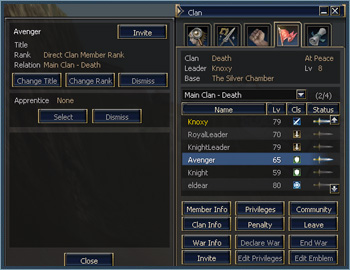 Avenger
Invite
Title
Rank Direct Clan Member Rank
Relation Main Clan - Death
Change Title Change Rank Dismiss
Apprentice None
Select Dismiss
Close
Clan
Clan Death At Peace
Leader Knoxy Lv 8
Base The Silver Chamber
Main Clan - Death (2/4)
Name Lv Cls Status
Knoxy 79
RoyalLeader 70
KnightLeader 79
Avenger 65
Knight 59
eldear 80
Member Info Privileges Community
Clan Info Penalty Leave
War Info Declare War End War
Invite Edit Privileges Edit Emblem